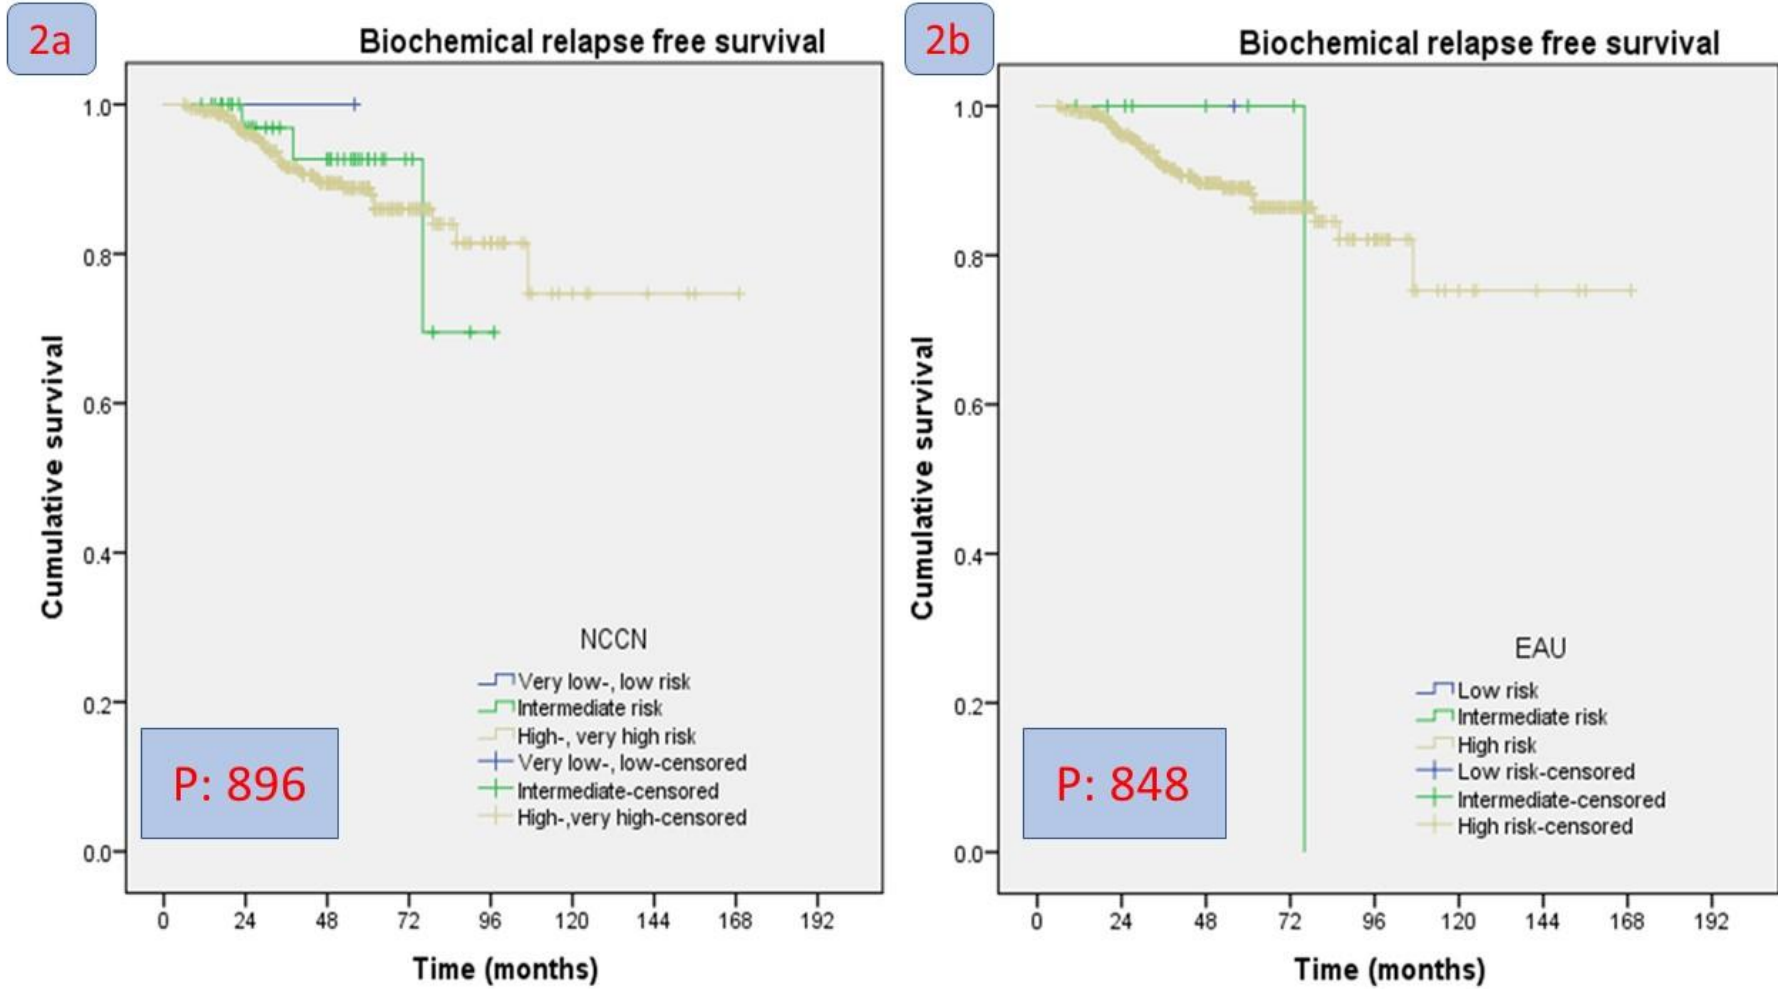 2a
Biochemical relapse free survival
1.0
0.8
0.6
0.4
0.2
0.0
Cumulative survival
NCCN
Very low-, low risk
Intermediate risk
High-, very high risk
Very low-, low-censored
Intermediate-censored
High-,very high-censored
P: 896
0 24 48 72 96 120 144 168 192
Time (months)
2b
Biochemical relapse free survival
1.0
0.8
0.6
0.4
0.2
0.0
Cumulative survival
EAU
Low risk
Intermediate risk
High risk
Low risk-censored
Intermediate-censored
High risk-censored
P: 848
0 24 48 72 96 120 144 168 192
Time (months)